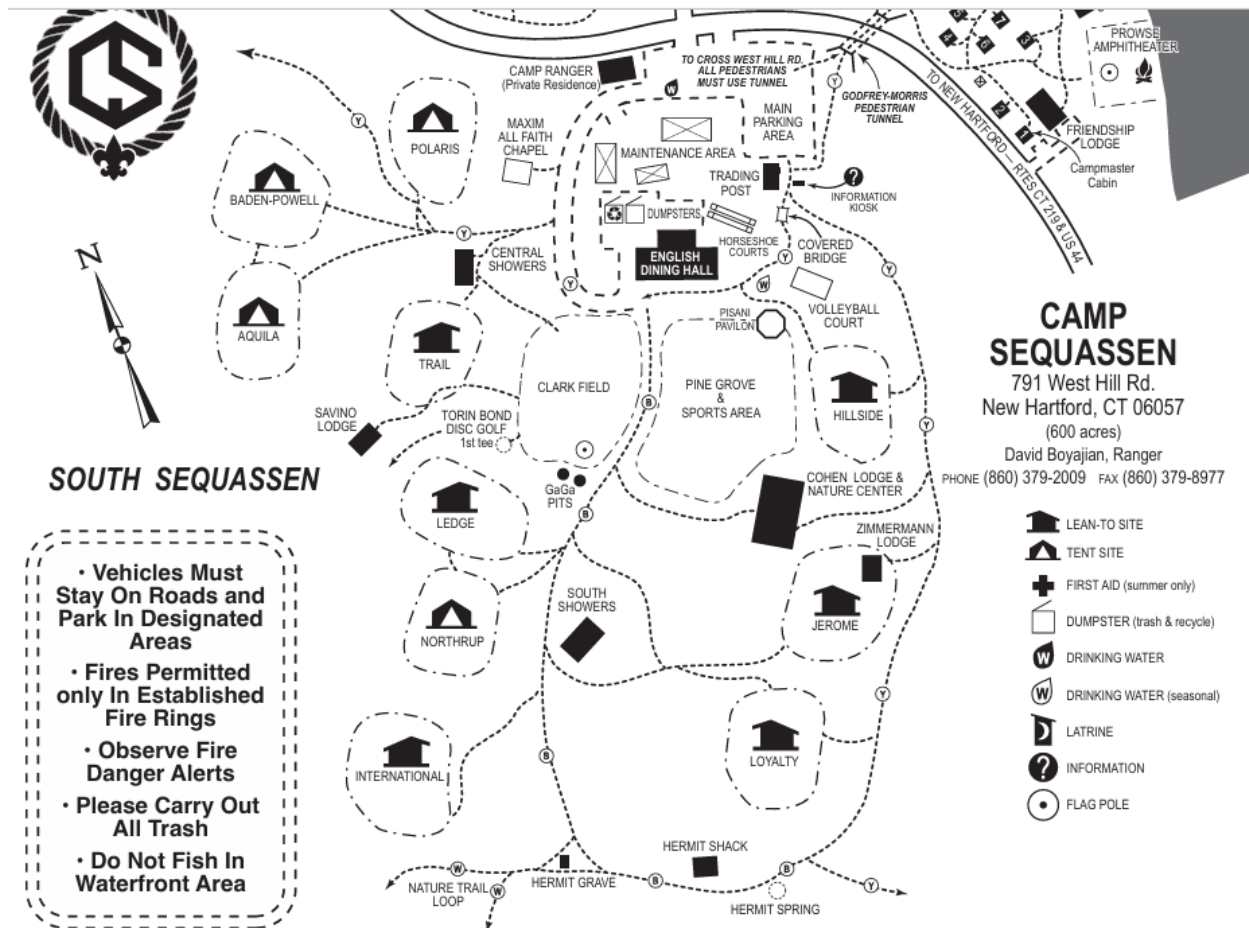 CS
CAMP RANGER
(Private Residence)
TO CROSS WEST HILL RD.
ALL PEDESTRIANS
MUST USE TUNNEL
W
Y
GODFREY-MORRIS
PEDESTRIAN
TUNNEL
5
7
4
6
3
2
1
PROWSE
AMPHITHEATER
FRIENDSHIP
LODGE
Campmaster
Cabin
TO NEW HARTFORD — RTES CT 219 & US 44
Y
POLARIS
MAXIM
ALL FAITH
CHAPEL
MAIN
PARKING
AREA
MAINTENANCE AREA
TRADING
POST
?
INFORMATION
KIOSK
BADEN-POWELL
DUMPSTERS
HORSESHOE
COURTS
COVERED
BRIDGE
ENGLISH
DINING HALL
Y
CENTRAL
SHOWERS
Y
Y
Y
W
VOLLEYBALL
COURT
N
AQUILA
TRAIL
PISANI
PAVILON
CLARK FIELD
PINE GROVE
&
SPORTS AREA
B
HILLSIDE
Y
SAVINO
LODGE
TORIN BOND
DISC GOLF
1st tee
GaGa
PITS
B
LEDGE
COHEN LODGE &
NATURE CENTER
ZIMMERMANN
LODGE
SOUTH
SHOWERS
NORTHRUP
JEROME
Y
INTERNATIONAL
B
LOYALTY
HERMIT SHACK
W
NATURE TRAIL
LOOP
W
HERMIT GRAVE
B
B
Y
HERMIT SPRING
CAMP
SEQUASSEN
791 West Hill Rd.
New Hartford, CT 06057
(600 acres)
David Boyajian, Ranger
PHONE (860) 379-2009 FAX (860) 379-8977
LEAN-TO SITE
TENT SITE
FIRST AID (summer only)
DUMPSTER (trash & recycle)
W DRINKING WATER
W DRINKING WATER (seasonal)
LATRINE
? INFORMATION
FLAG POLE
SOUTH SEQUASSEN
• Vehicles Must
Stay On Roads and
Park In Designated
Areas
• Fires Permitted
only In Established
Fire Rings
• Observe Fire
Danger Alerts
• Please Carry Out
All Trash
• Do Not Fish In
Waterfront Area